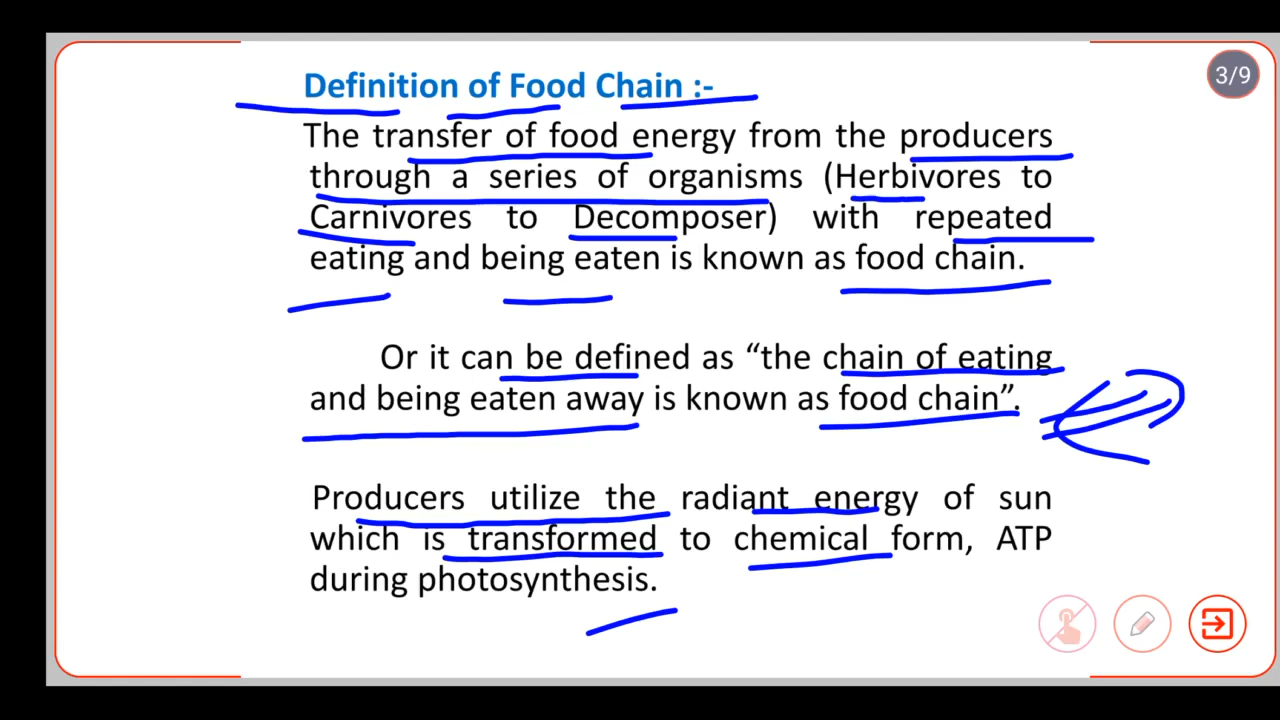 Definition of Food Chain :-
3/9
The transfer of food energy from the producers
through a series of organisms (Herbivores to
Carnivores to Decomposer) with repeated
eating and being eaten is known as food chain.
Or it can be defined as “the chain of eating
and being eaten away is known as food chain”.
Producers utilize the radiant energy of sun
which is transformed to chemical form, ATP
during photosynthesis.